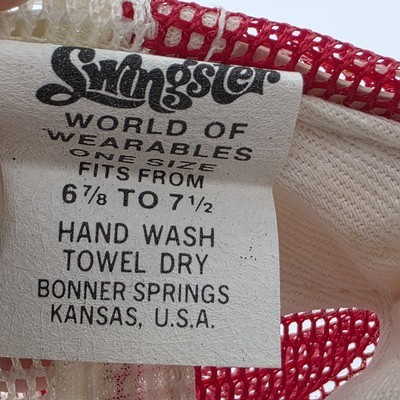 Swingster
WORLD OF
WEARABLES
ONE SIZE
FITS FROM
6 7/8 TO 7 1/2
HAND WASH
TOWEL DRY
BONNER SPRINGS
KANSAS, U.S.A.